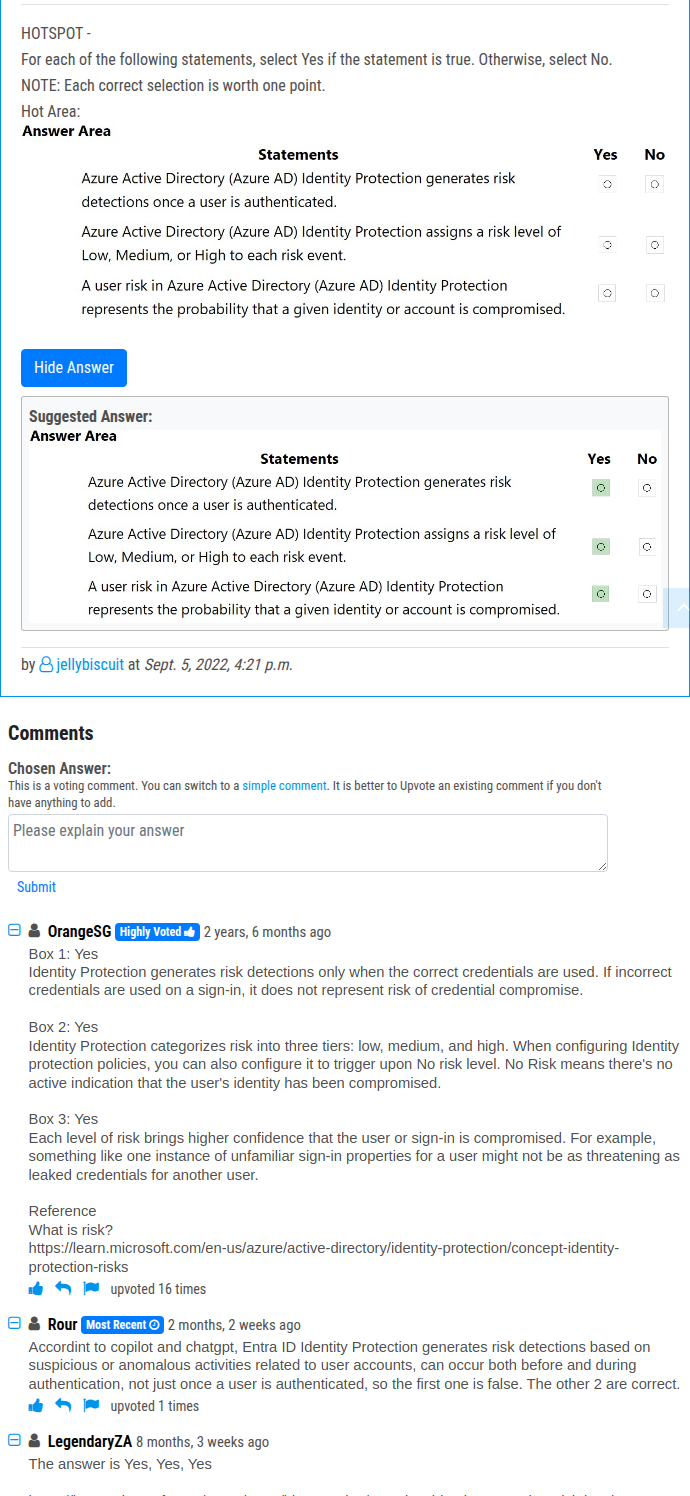 HOTSPOT -
For each of the following statements, select Yes if the statement is true. Otherwise, select No.
NOTE: Each correct selection is worth one point.
Hot Area:
Answer Area
Statements Yes No
Azure Active Directory (Azure AD) Identity Protection generates risk
detections once a user is authenticated.
Azure Active Directory (Azure AD) Identity Protection assigns a risk level of
Low, Medium, or High to each risk event.
A user risk in Azure Active Directory (Azure AD) Identity Protection
represents the probability that a given identity or account is compromised.
Hide Answer
Suggested Answer:
Answer Area
Statements Yes No
Azure Active Directory (Azure AD) Identity Protection generates risk
detections once a user is authenticated.
Azure Active Directory (Azure AD) Identity Protection assigns a risk level of
Low, Medium, or High to each risk event.
A user risk in Azure Active Directory (Azure AD) Identity Protection
represents the probability that a given identity or account is compromised.
by jellybiscuit at Sept. 5, 2022, 4:21 p.m.
Comments
Chosen Answer:
This is a voting comment. You can switch to a simple comment. It is better to Upvote an existing comment if you don't
have anything to add.
Please explain your answer
Submit
OrangeSG Highly Voted 2 years, 6 months ago
Box 1: Yes
Identity Protection generates risk detections only when the correct credentials are used. If incorrect
credentials are used on a sign-in, it does not represent risk of credential compromise.
Box 2: Yes
Identity Protection categorizes risk into three tiers: low, medium, and high. When configuring Identity
protection policies, you can also configure it to trigger upon No risk level. No Risk means there's no
active indication that the user's identity has been compromised.
Box 3: Yes
Each level of risk brings higher confidence that the user or sign-in is compromised. For example,
something like one instance of unfamiliar sign-in properties for a user might not be as threatening as
leaked credentials for another user.
Reference
What is risk?
https://learn.microsoft.com/en-us/azure/active-directory/identity-protection/concept-identity-
protection-risks
upvoted 16 times
Rour Most Recent 2 months, 2 weeks ago
Accordint to copilot and chatgpt, Entra ID Identity Protection generates risk detections based on
suspicious or anomalous activities related to user accounts, can occur both before and during
authentication, not just once a user is authenticated, so the first one is false. The other 2 are correct.
upvoted 1 times
LegendaryZA 8 months, 3 weeks ago
The answer is Yes, Yes, Yes